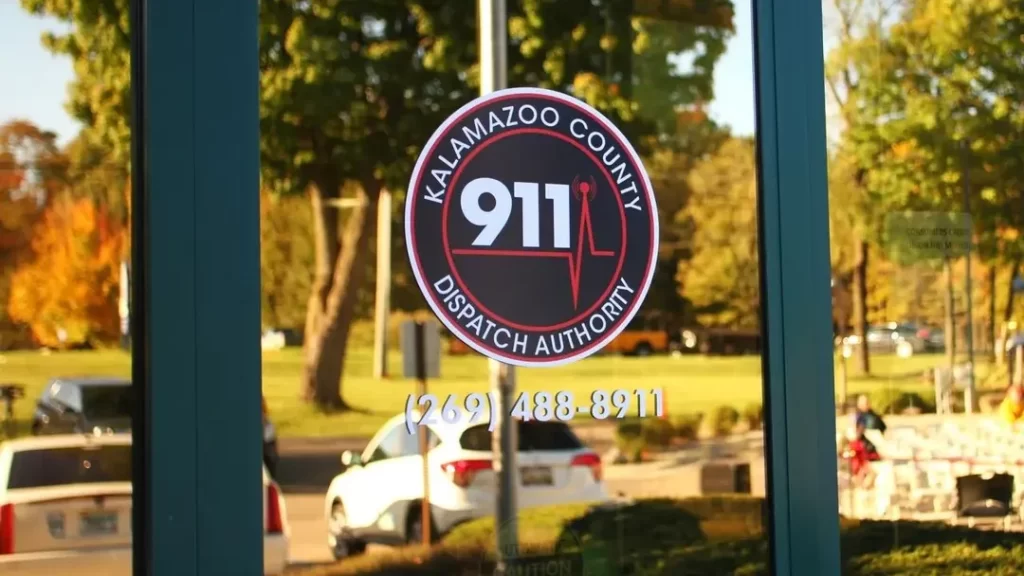 KALAMAZOO COUNTY
911
DISPATCH AUTHORITY
(269) 488-8911